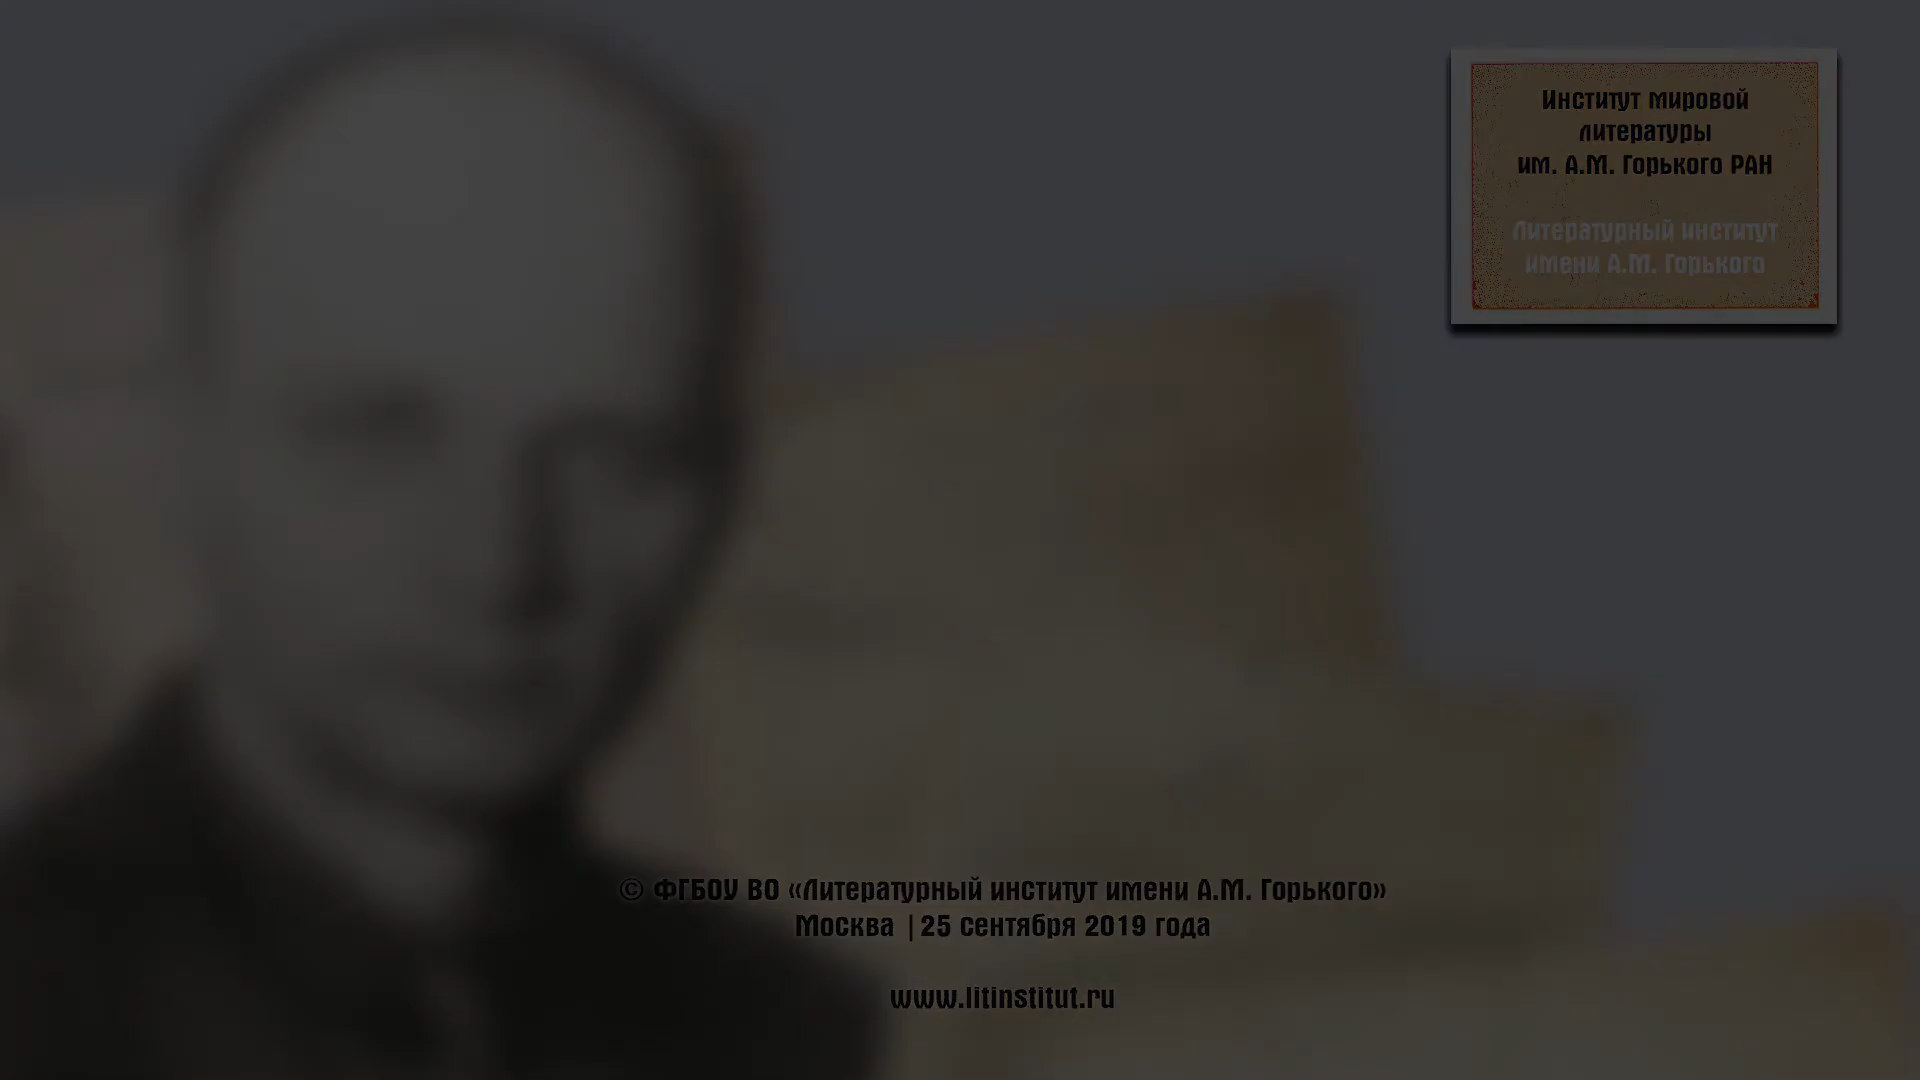 Институт мировой
литературы
им. А.М. Горького РАН
Литературный институт
имени А.М. Горького
© ФГБОУ ВО «Литературный институт имени А.М. Горького»
Москва | 25 сентября 2019 года
www.litinstitut.ru